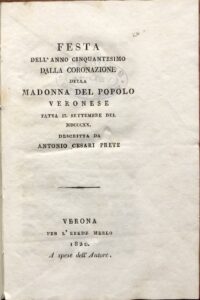 FESTA
DELL'ANNO CINQUANTESIMO
DALLA CORONAZIONE
DELLA
MADONNA DEL POPOLO
VERONESE
FATTA IL SETTEMBRE DEL
MDCCCXX.
DESCRITTA DA
ANTONIO CESARI PRETE
VERONA
PER L'EREDE MERLO
1820.
A spese dell'Autore.